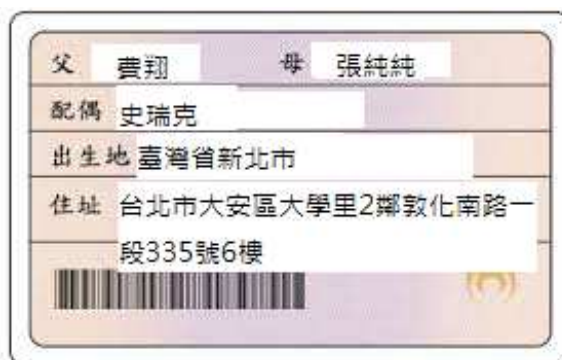 父 費翔 母 張純純
配偶 史瑞克
出生地 臺灣省新北市
住址 台北市大安區大學里2鄰敦化南路一
段335號6樓